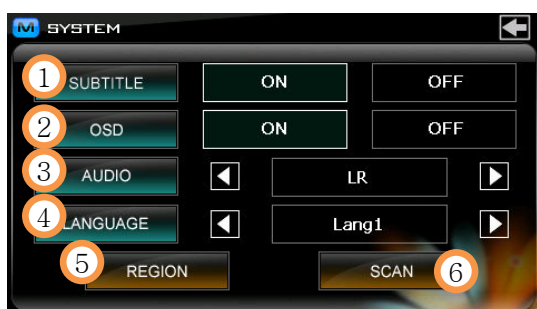 M SYSTEM
1 SUBTITLE ON OFF
2 OSD ON OFF
3 AUDIO LR
4 LANGUAGE Lang1
5 REGION SCAN 6